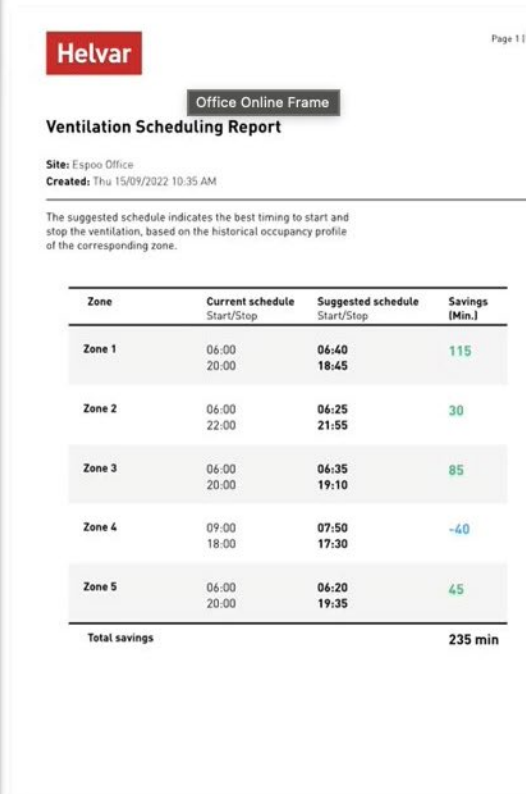 Helvar
Page 1
Office Online Frame
Ventilation Scheduling Report
Site: Espoo Office
Created: Thu 15/09/2022 10:35 AM
The suggested schedule indicates the best timing to start and
stop the ventilation, based on the historical occupancy profile
of the corresponding zone.
Zone Current schedule Suggested schedule Savings
Start/Stop Start/Stop (Min.)
Zone 1 06:00 06:40 115
20:00 18:45
Zone 2 06:00 06:25 30
22:00 21:55
Zone 3 06:00 06:35 85
20:00 19:10
Zone 4 09:00 07:50 -40
18:00 17:30
Zone 5 06:00 06:20 45
20:00 19:35
Total savings 235 min